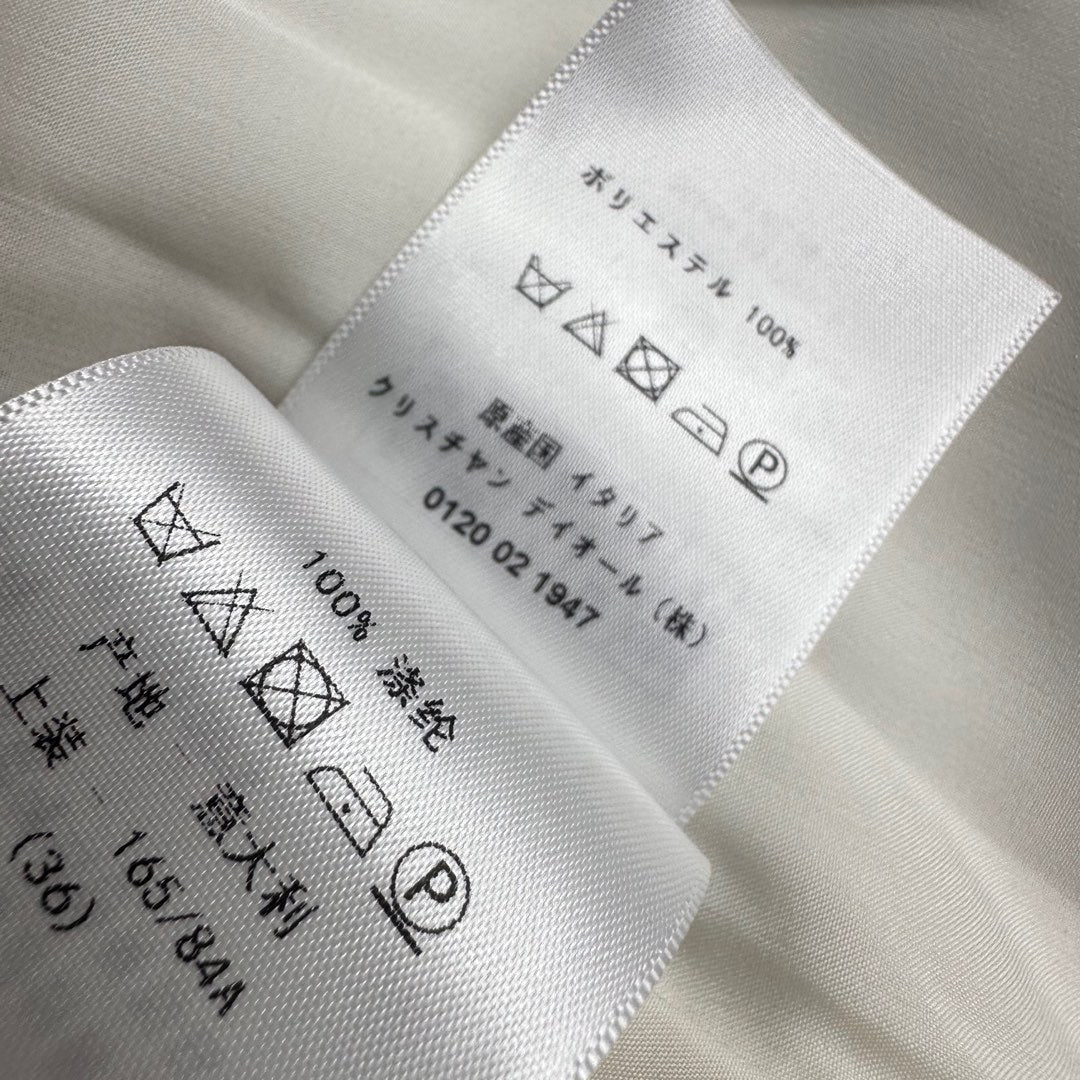 ポリエステル 100%
P
原産国 イタリア
クリスチャン デイオール (株)
0120 02 1947
100% 涤纶
P
产地 - 意大利
上装 - 165/84A
(36)